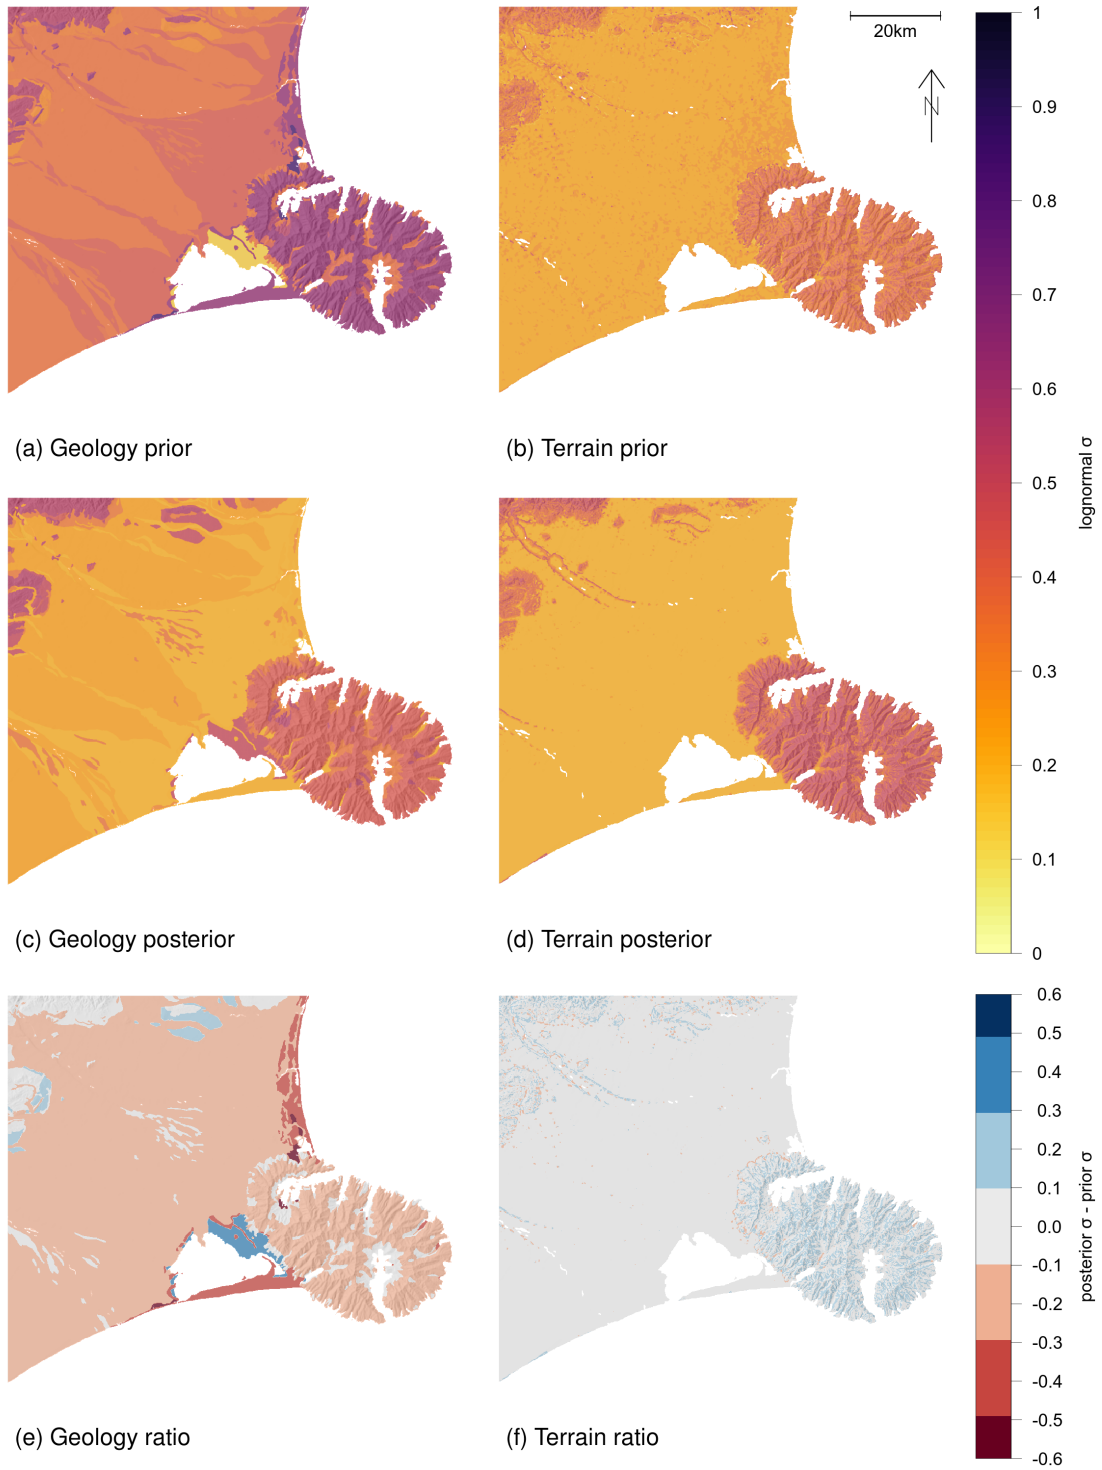 20km
N
(a) Geology prior
(b) Terrain prior
1
0.9
0.8
0.7
0.6
0.5
0.4
0.3
0.2
0.1
0
lognormal σ
(c) Geology posterior
(d) Terrain posterior
0.6
0.5
0.4
0.3
0.2
0.1
0.0
-0.1
-0.2
-0.3
-0.4
-0.5
-0.6
posterior σ - prior σ
(e) Geology ratio
(f) Terrain ratio